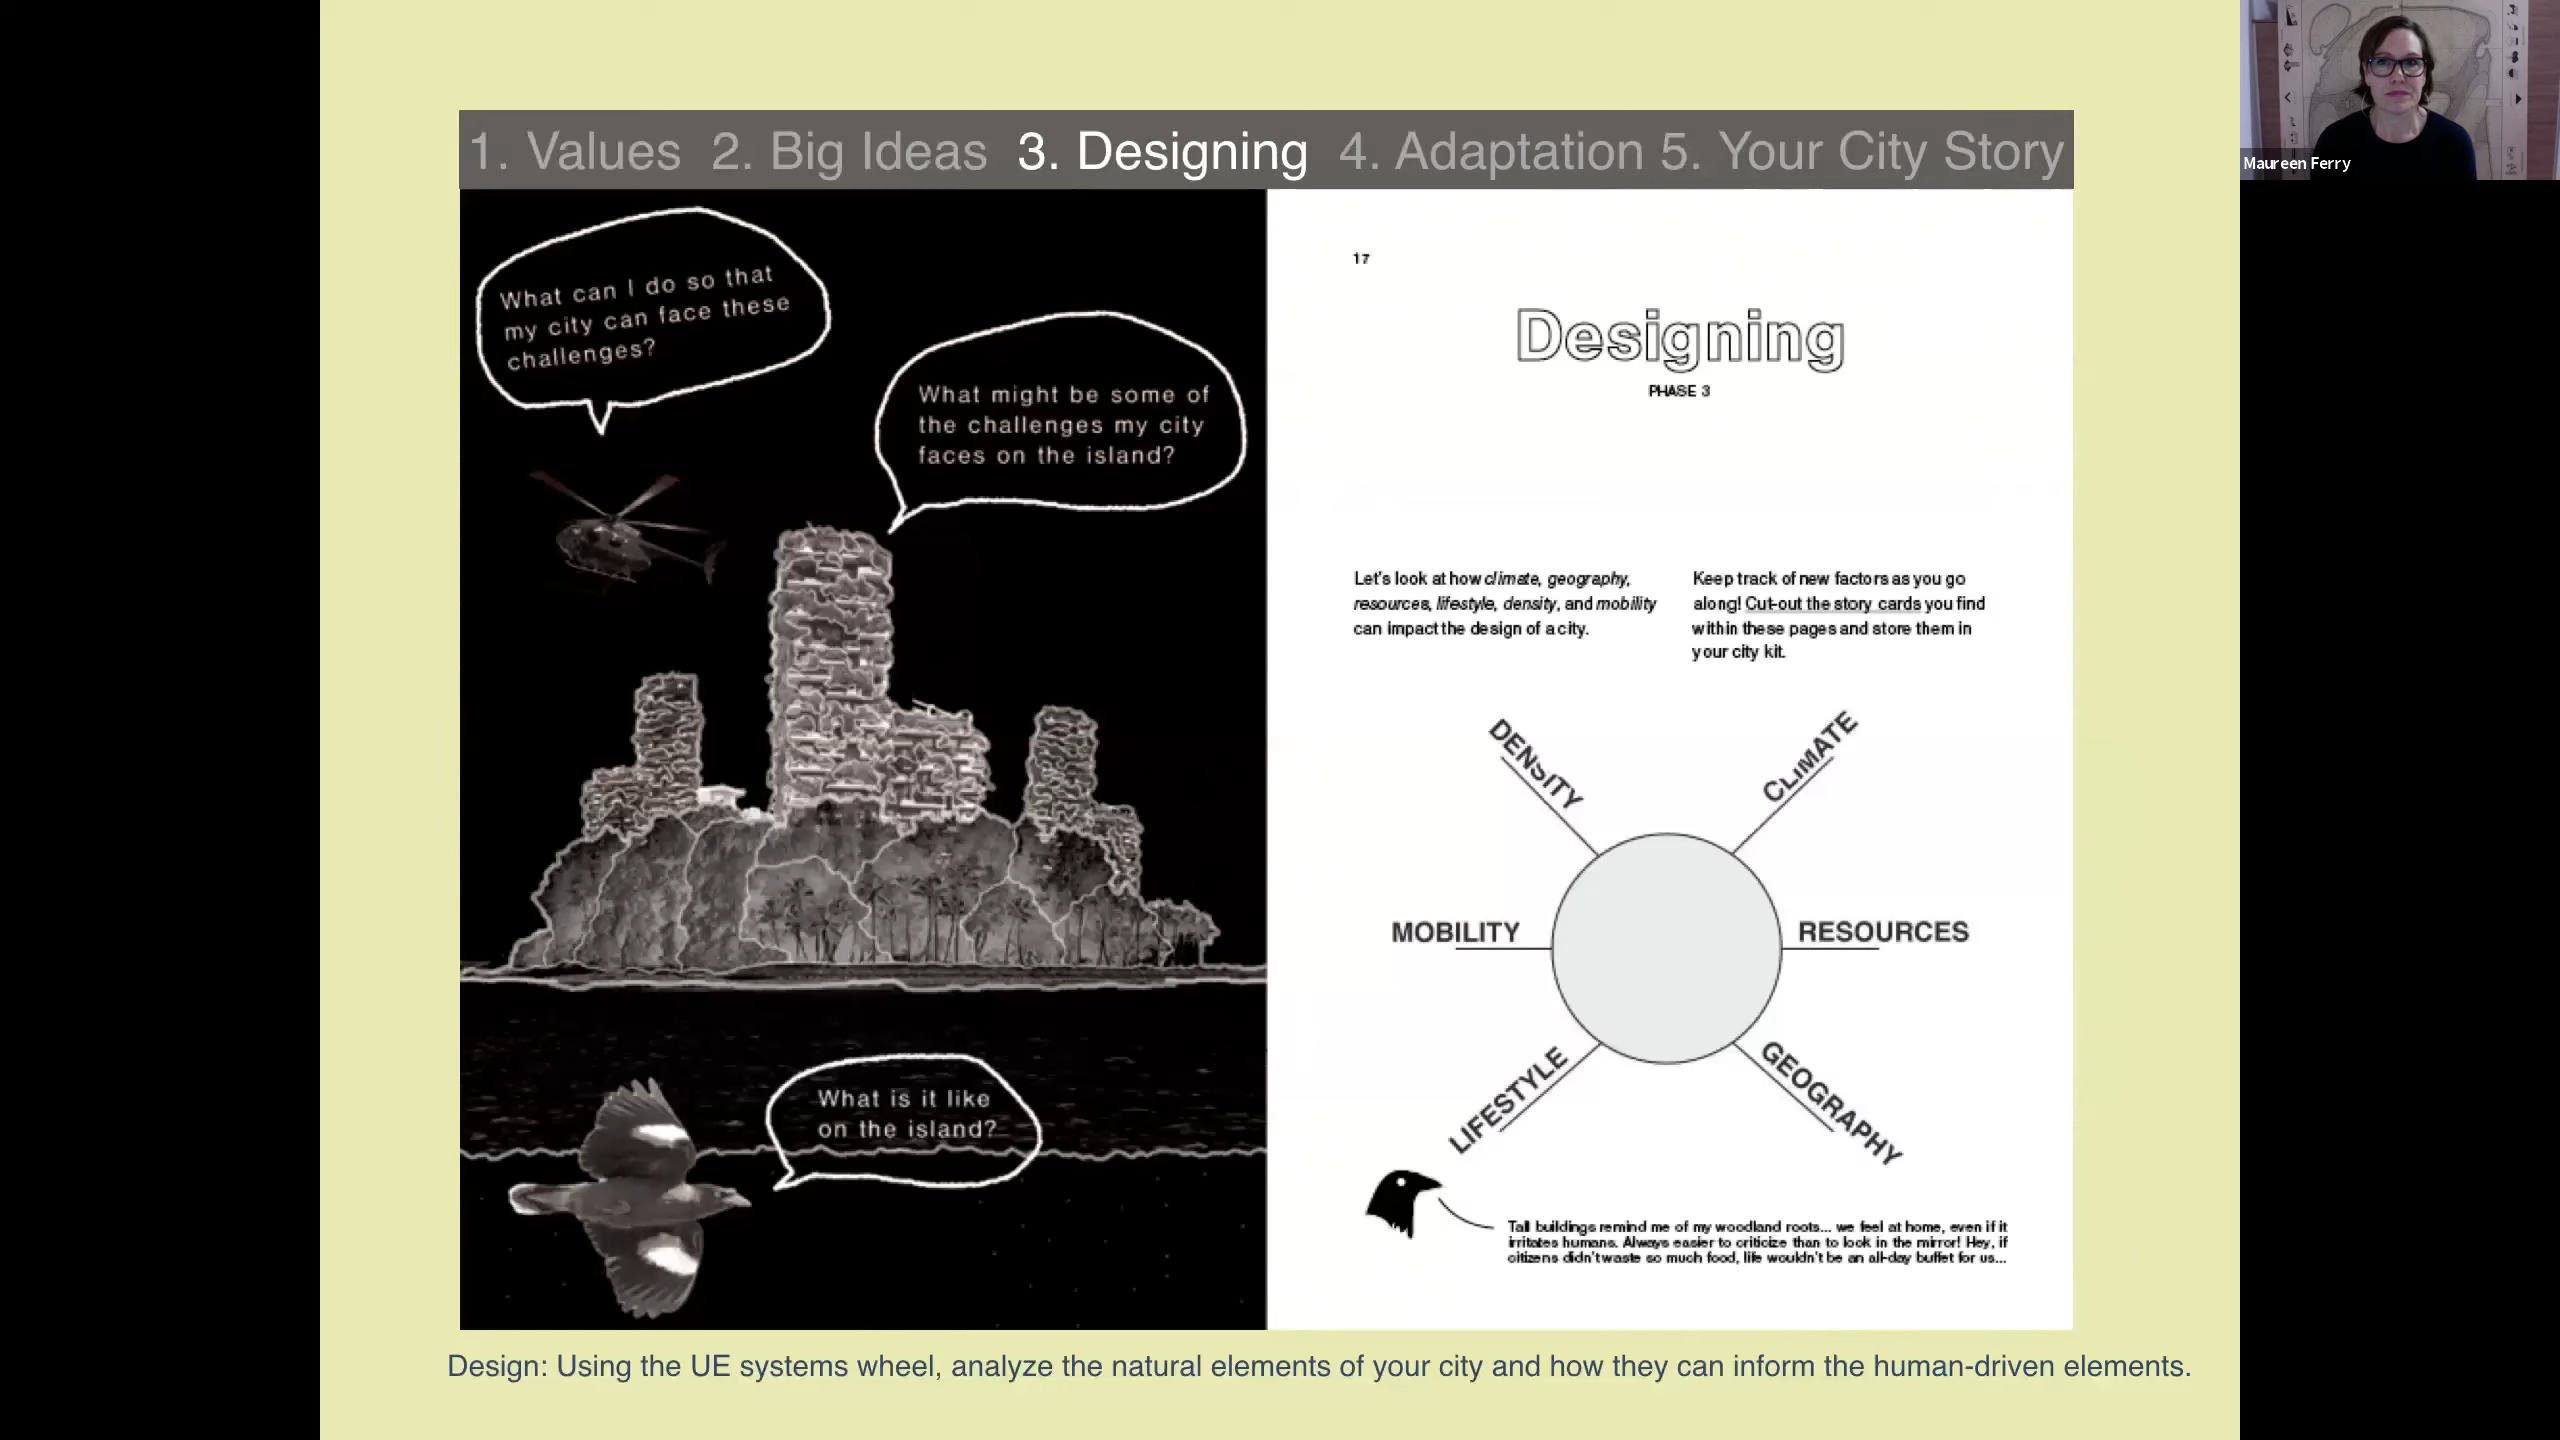 1. Values 2. Big Ideas 3. Designing 4. Adaptation 5. Your City Story
Maureen Ferry
What can I do so that
my city can face these
challenges?
What might be some of
the challenges my city
faces on the island?
What is it like
on the island?
17
Designing
PHASE 3
Let's look at how climate, geography,
resources, lifestyle, density, and mobility
can impact the design of a city.
Keep track of new factors as you go
along! Cut-out the story cards you find
within these pages and store them in
your city kit.
DENSITY
CLIMATE
MOBILITY
RESOURCES
LIFESTYLE
GEOGRAPHY
Tall buildings remind me of my woodland roots... we feel at home, even if it
irritates humans. Always easier to criticize than to look in the mirror! Hey, if
citizens didn't waste so much food, life wouldn't be an all-day buffet for us...
Design: Using the UE systems wheel, analyze the natural elements of your city and how they can inform the human-driven elements.